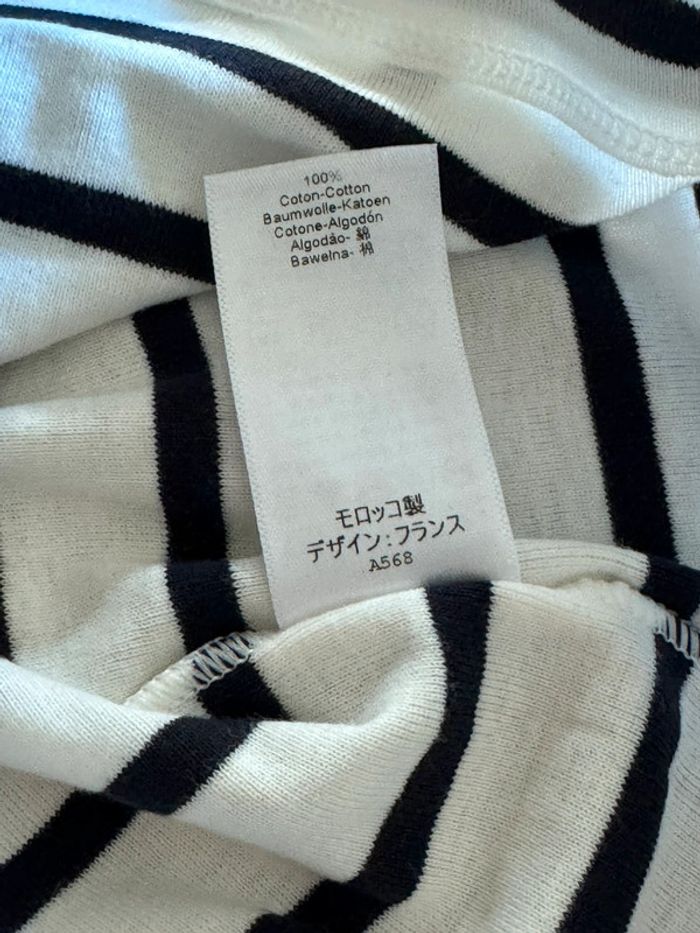 100%
Coton-Cotton
Baumwolle-Katoen
Cotone-Algodón
Algodão- 綿
Bawełna- 棉
モロッコ製
デザイン:フランス
A568